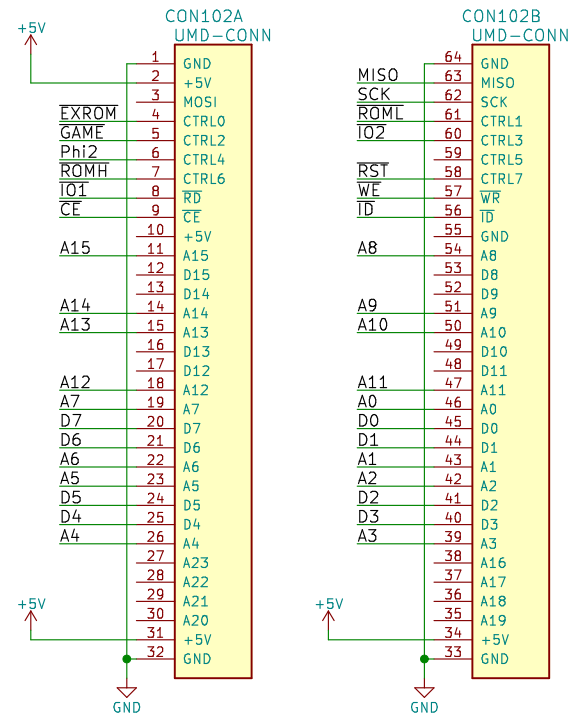 CON102A
UMD-CONN
+5V
1 GND
2 +5V
3 MOSI
EXROM 4 CTRL0
GAME 5 CTRL2
Phi2 6 CTRL4
ROMH 7 CTRL6
IO1 8 RD
CE 9 CE
10 +5V
A15 11 A15
12 D15
13 D14
A14 14 A14
A13 15 A13
16 D13
17 D12
A12 18 A12
A7 19 A7
D7 20 D7
D6 21 D6
A6 22 A6
A5 23 A5
D5 24 D5
D4 25 D4
A4 26 A4
27 A23
28 A22
29 A21
30 A20
+5V
31 +5V
32 GND
GND
CON102B
UMD-CONN
64 GND
MISO 63 MISO
SCK 62 SCK
ROML 61 CTRL1
IO2 60 CTRL3
59 CTRL5
RST 58 CTRL7
WE 57 WR
ID 56 ID
55 GND
A8 54 A8
53 D8
52 D9
A9 51 A9
A10 50 A10
49 D10
48 D11
A11 47 A11
A0 46 A0
D0 45 D0
D1 44 D1
A1 43 A1
A2 42 A2
D2 41 D2
D3 40 D3
A3 39 A3
38 A16
37 A17
36 A18
35 A19
+5V
34 +5V
33 GND
GND